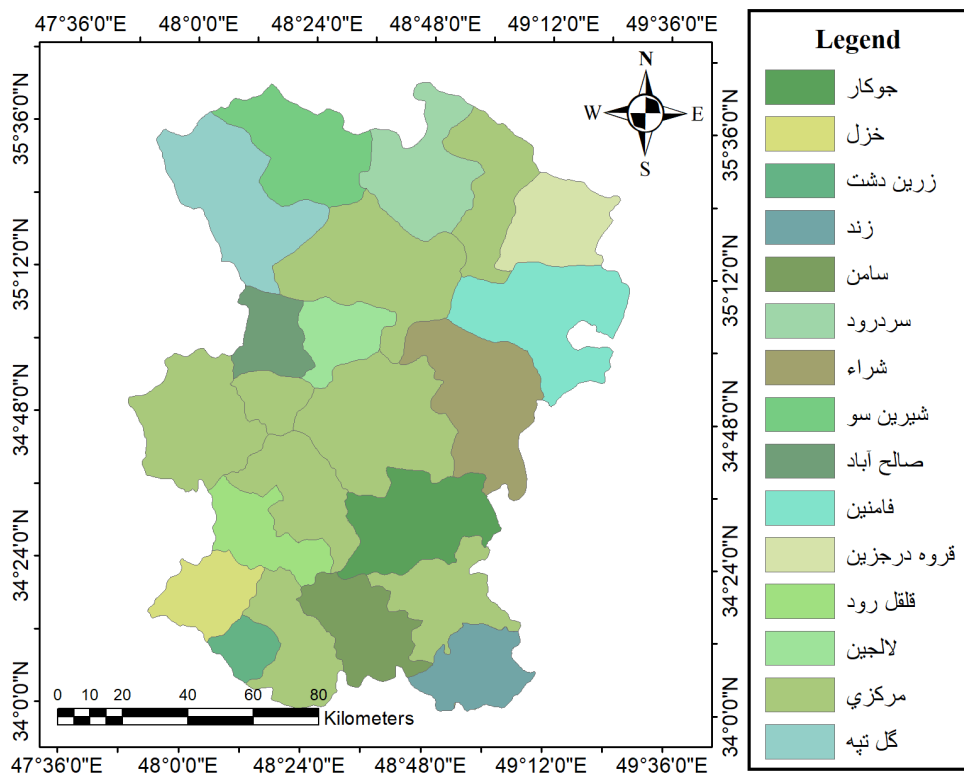 47°36'0"E 48°0'0"E 48°24'0"E 48°48'0"E 49°12'0"E 49°36'0"E
35°36'0"N
35°12'0"N
34°48'0"N
34°24'0"N
34°0'0"N
N
W E
S
35°36'0"N
35°12'0"N
34°48'0"N
34°24'0"N
34°0'0"N
0 10 20 40 60 80
Kilometers
47°36'0"E 48°0'0"E 48°24'0"E 48°48'0"E 49°12'0"E 49°36'0"E
Legend
جوکار
خزل
زرین دشت
زند
سامن
سردرود
شراء
شیرین سو
صالح آباد
فامنین
قروه درجزین
قلقل رود
لالجین
مرکزي
گل تپه